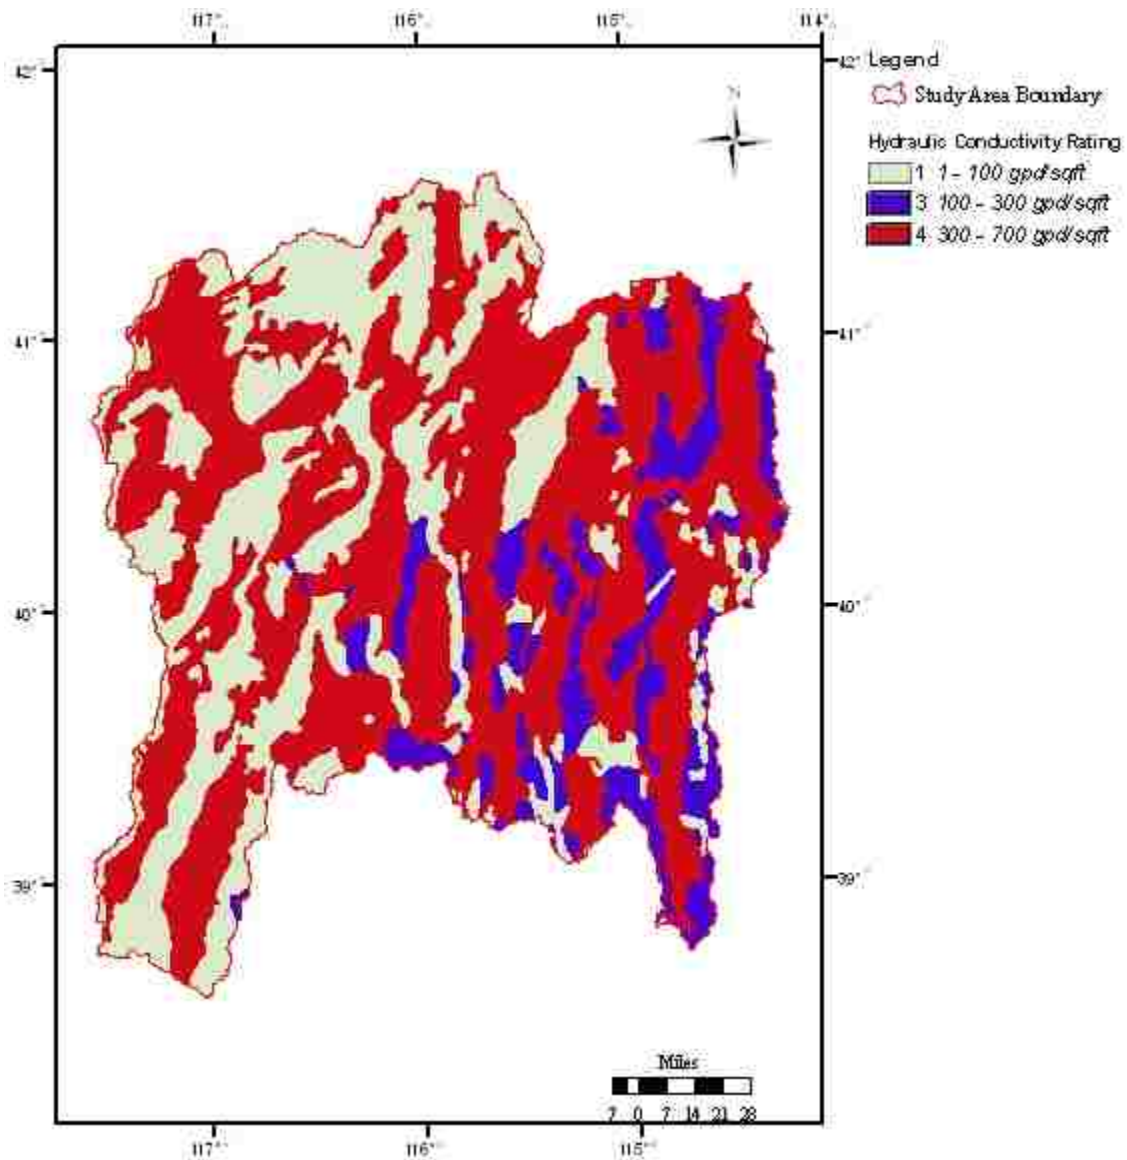 117° 116° 115° 114°
42° 42°
Legend
Study Area Boundary
N
Hydraulic Conductivity Rating
1 1 - 100 gpd/sqft
3 100 - 300 gpd/sqft
4 300 - 700 gpd/sqft
41° 41°
40° 40°
39° 39°
Miles
7 0 7 14 21 28
117° 116° 115°